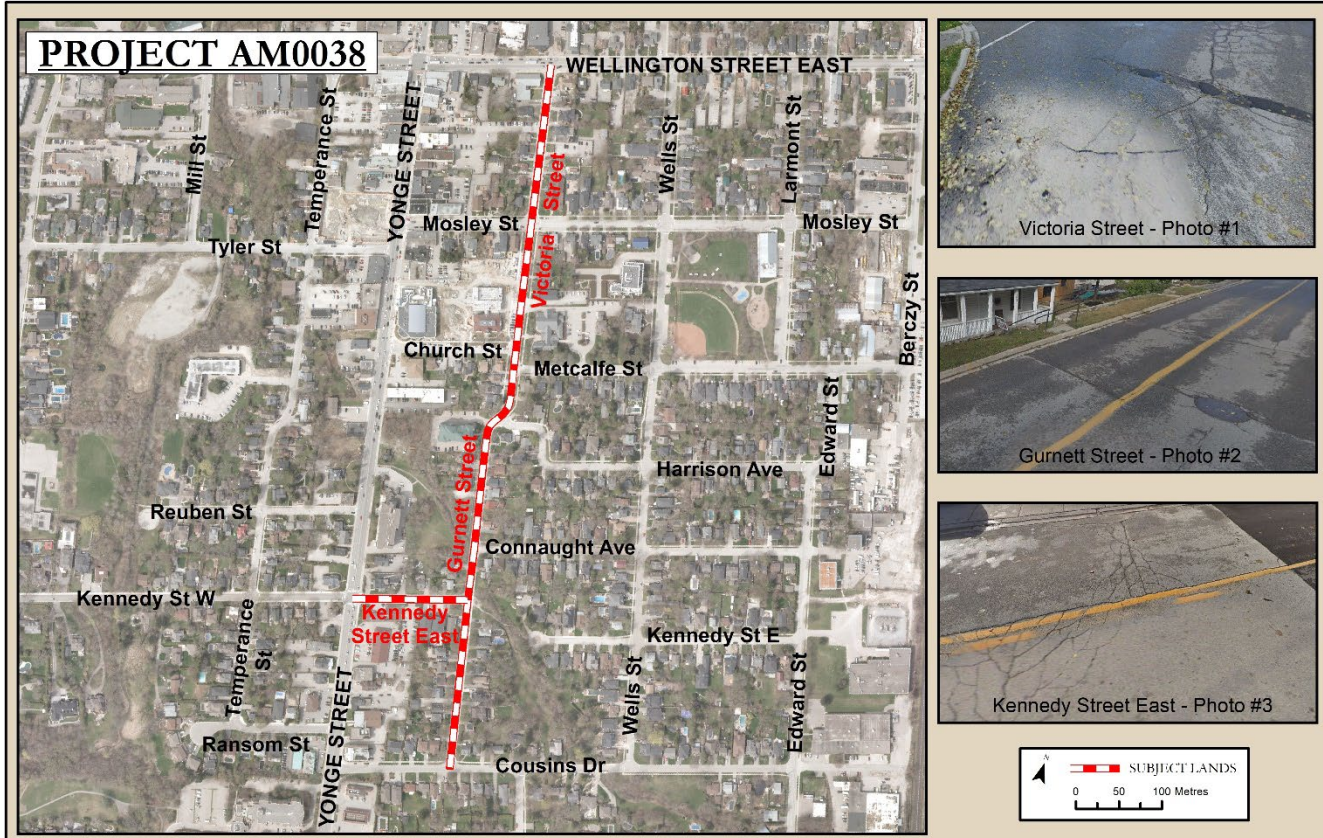 PROJECT AM0038
WELLINGTON STREET EAST
Mill St
Temperance St
YONGE STREET
Victoria Street
Wells St
Larmont St
Mosley St
Mosley St
Tyler St
Church St
Metcalfe St
Berczy St
Edward St
Gurnett Street
Harrison Ave
Reuben St
Connaught Ave
Kennedy St W
Kennedy
Street East
Temperance
St
Kennedy St E
Wells St
Edward St
Ransom St
YONGE STREET
Cousins Dr
Victoria Street - Photo #1
Gurnett Street - Photo #2
Kennedy Street East - Photo #3
N
SUBJECT LANDS
0 50 100 Metres